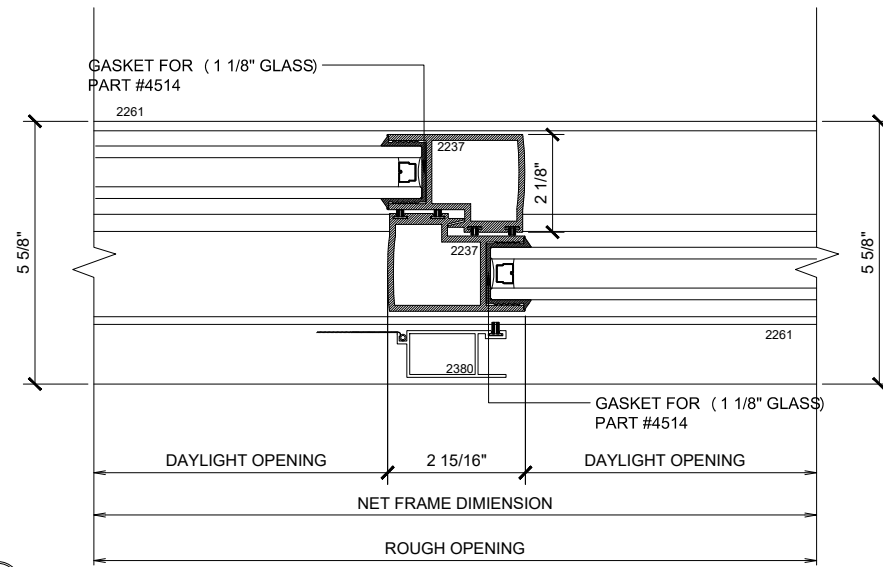 GASKET FOR ( 1 1/8" GLASS)
PART #4514
2261
2237
2 1/8"
5 5/8"
5 5/8"
2237
2261
2380
GASKET FOR ( 1 1/8" GLASS)
PART #4514
DAYLIGHT OPENING
2 15/16"
DAYLIGHT OPENING
NET FRAME DIMIENSION
ROUGH OPENING